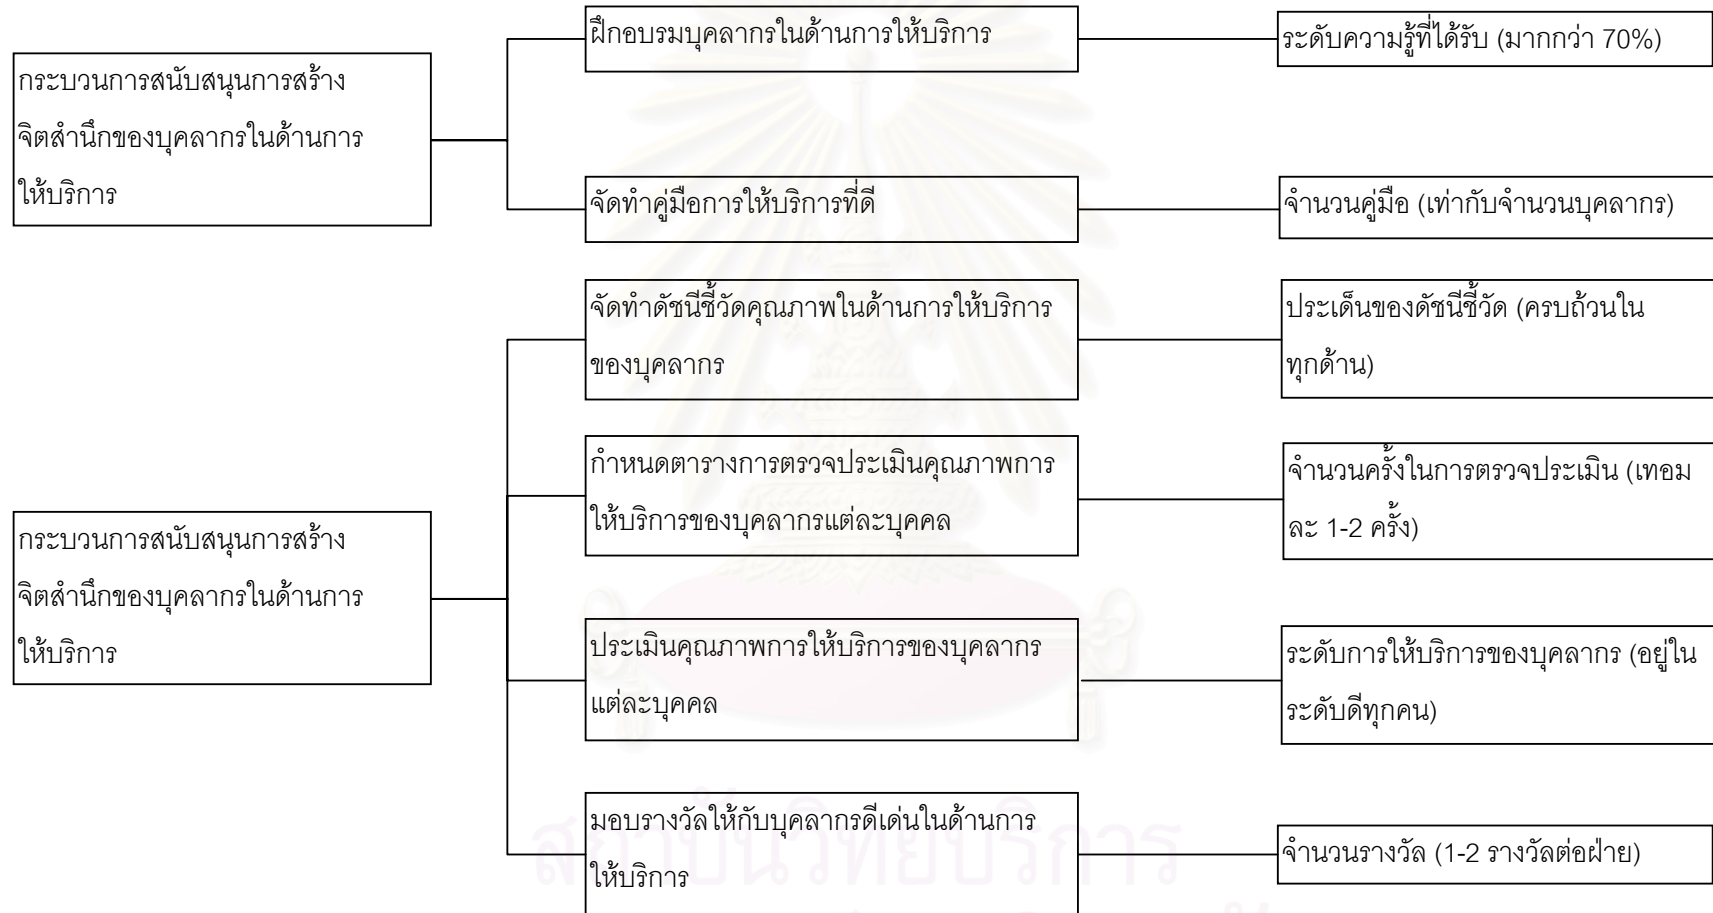 ฝึกอบรมบุคลากรในด้านการให้บริการ
ระดับความรู้ที่ได้รับ (มากกว่า 70%)
กระบวนการสนับสนุนการสร้าง
จิตสำนึกของบุคลากรในด้านการ
ให้บริการ
จัดทำคู่มือการให้บริการที่ดี
จำนวนคู่มือ (เท่ากับจำนวนบุคลากร)
จัดทำดัชนีชี้วัดคุณภาพในด้านการให้บริการ
ของบุคลากร
ประเด็นของดัชนีชี้วัด (ครบถ้วนใน
ทุกด้าน)
กำหนดตารางการตรวจประเมินคุณภาพการ
ให้บริการของบุคลากรแต่ละบุคคล
จำนวนครั้งในการตรวจประเมิน (เทอม
ละ 1-2 ครั้ง)
กระบวนการสนับสนุนการสร้าง
จิตสำนึกของบุคลากรในด้านการ
ให้บริการ
ประเมินคุณภาพการให้บริการของบุคลากร
แต่ละบุคคล
ระดับการให้บริการของบุคลากร (อยู่ใน
ระดับดีทุกคน)
มอบรางวัลให้กับบุคลากรดีเด่นในด้านการ
ให้บริการ
จำนวนรางวัล (1-2 รางวัลต่อฝ่าย)
สถาบันวิทยบริการ